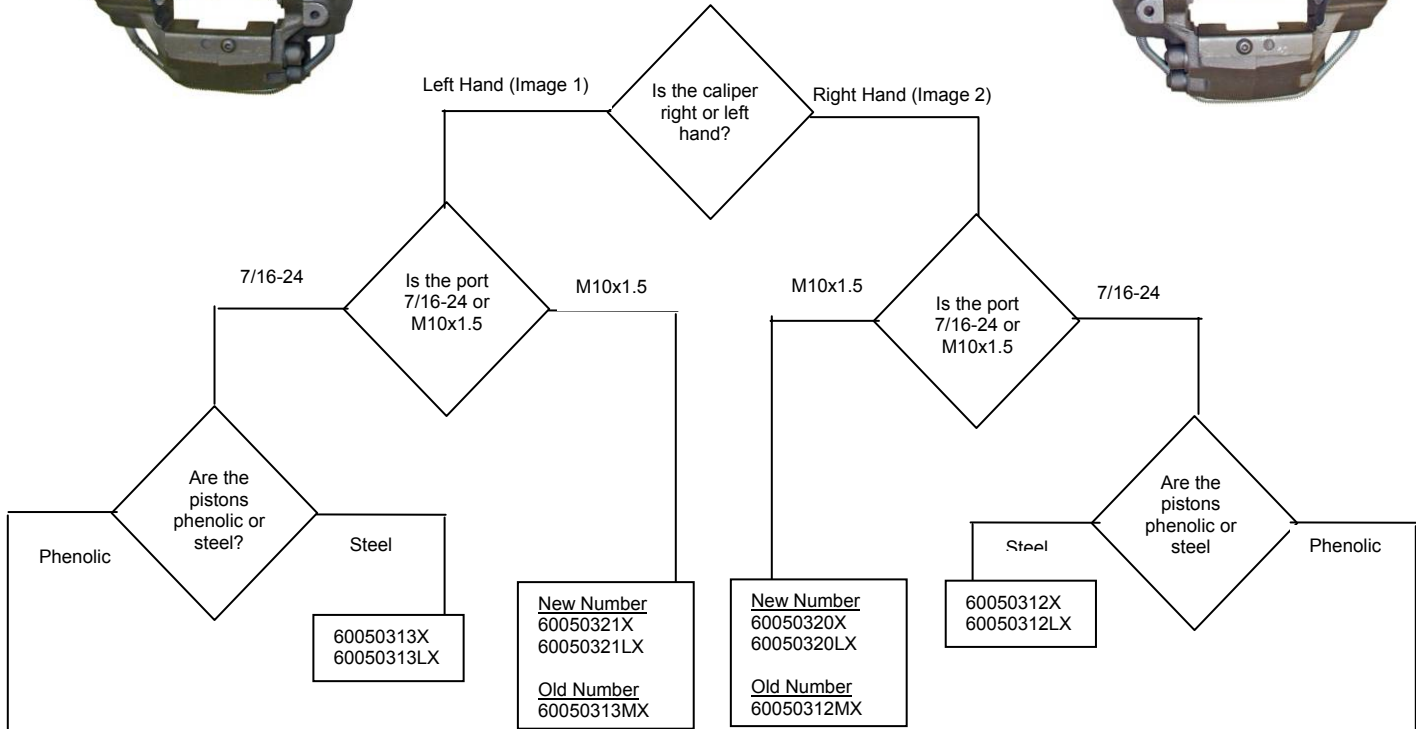 Left Hand (Image 1)
Is the caliper
right or left
hand?
Right Hand (Image 2)
7/16-24
Is the port
7/16-24 or
M10x1.5
M10x1.5
M10x1.5
Is the port
7/16-24 or
M10x1.5
7/16-24
Phenolic
Are the
pistons
phenolic or
steel?
Steel
Steel
Are the
pistons
phenolic or
steel
Phenolic
60050313X
60050313LX
New Number
60050321X
60050321LX
Old Number
60050313MX
New Number
60050320X
60050320LX
Old Number
60050312MX
60050312X
60050312LX